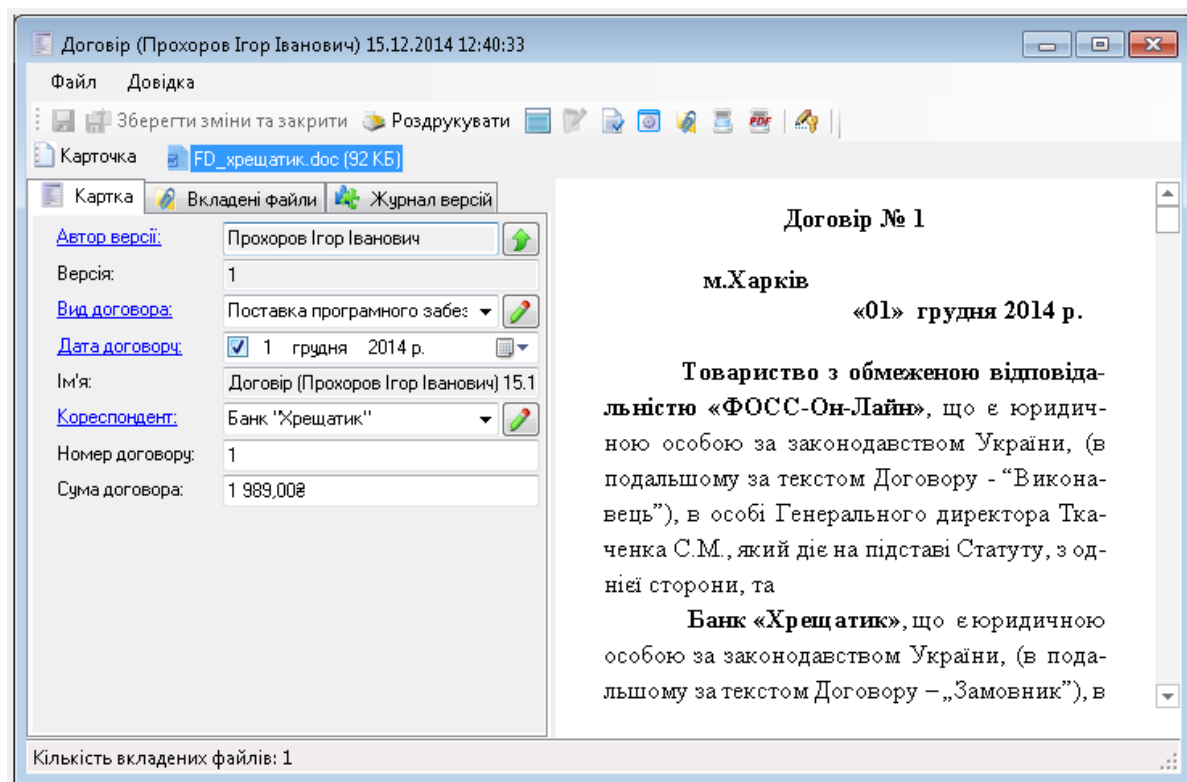 Договір (Прохоров Ігор Іванович) 15.12.2014 12:40:33
Файл Довідка
Зберегти зміни та закрити Роздрукувати PDF
Карточка FD_хрещатик.doc (92 КБ)
Картка Вкладені файли Журнал версій
Автор версії: Прохоров Ігор Іванович
Версія: 1
Вид договора: Поставка програмного забез
Дата договору: 1 грудня 2014 р.
Ім'я: Договір (Прохоров Ігор Іванович) 15.1
Кореспондент: Банк "Хрещатик"
Номер договору: 1
Сума договора: 1 989,00₴
Договір № 1
м.Харків
«01» грудня 2014 р.
Товариство з обмеженою відповіда-
льністю «ФОСС-Он-Лайн», що є юридич-
ною особою за законодавством України, (в
подальшому за текстом Договору - “Викона-
вець”), в особі Генерального директора Тка-
ченка С.М., який діє на підставі Статуту, з од-
нієї сторони, та
Банк «Хрещатик», що є юридичною
особою за законодавством України, (в пода-
льшому за текстом Договору – „Замовник”), в
Кількість вкладених файлів: 1